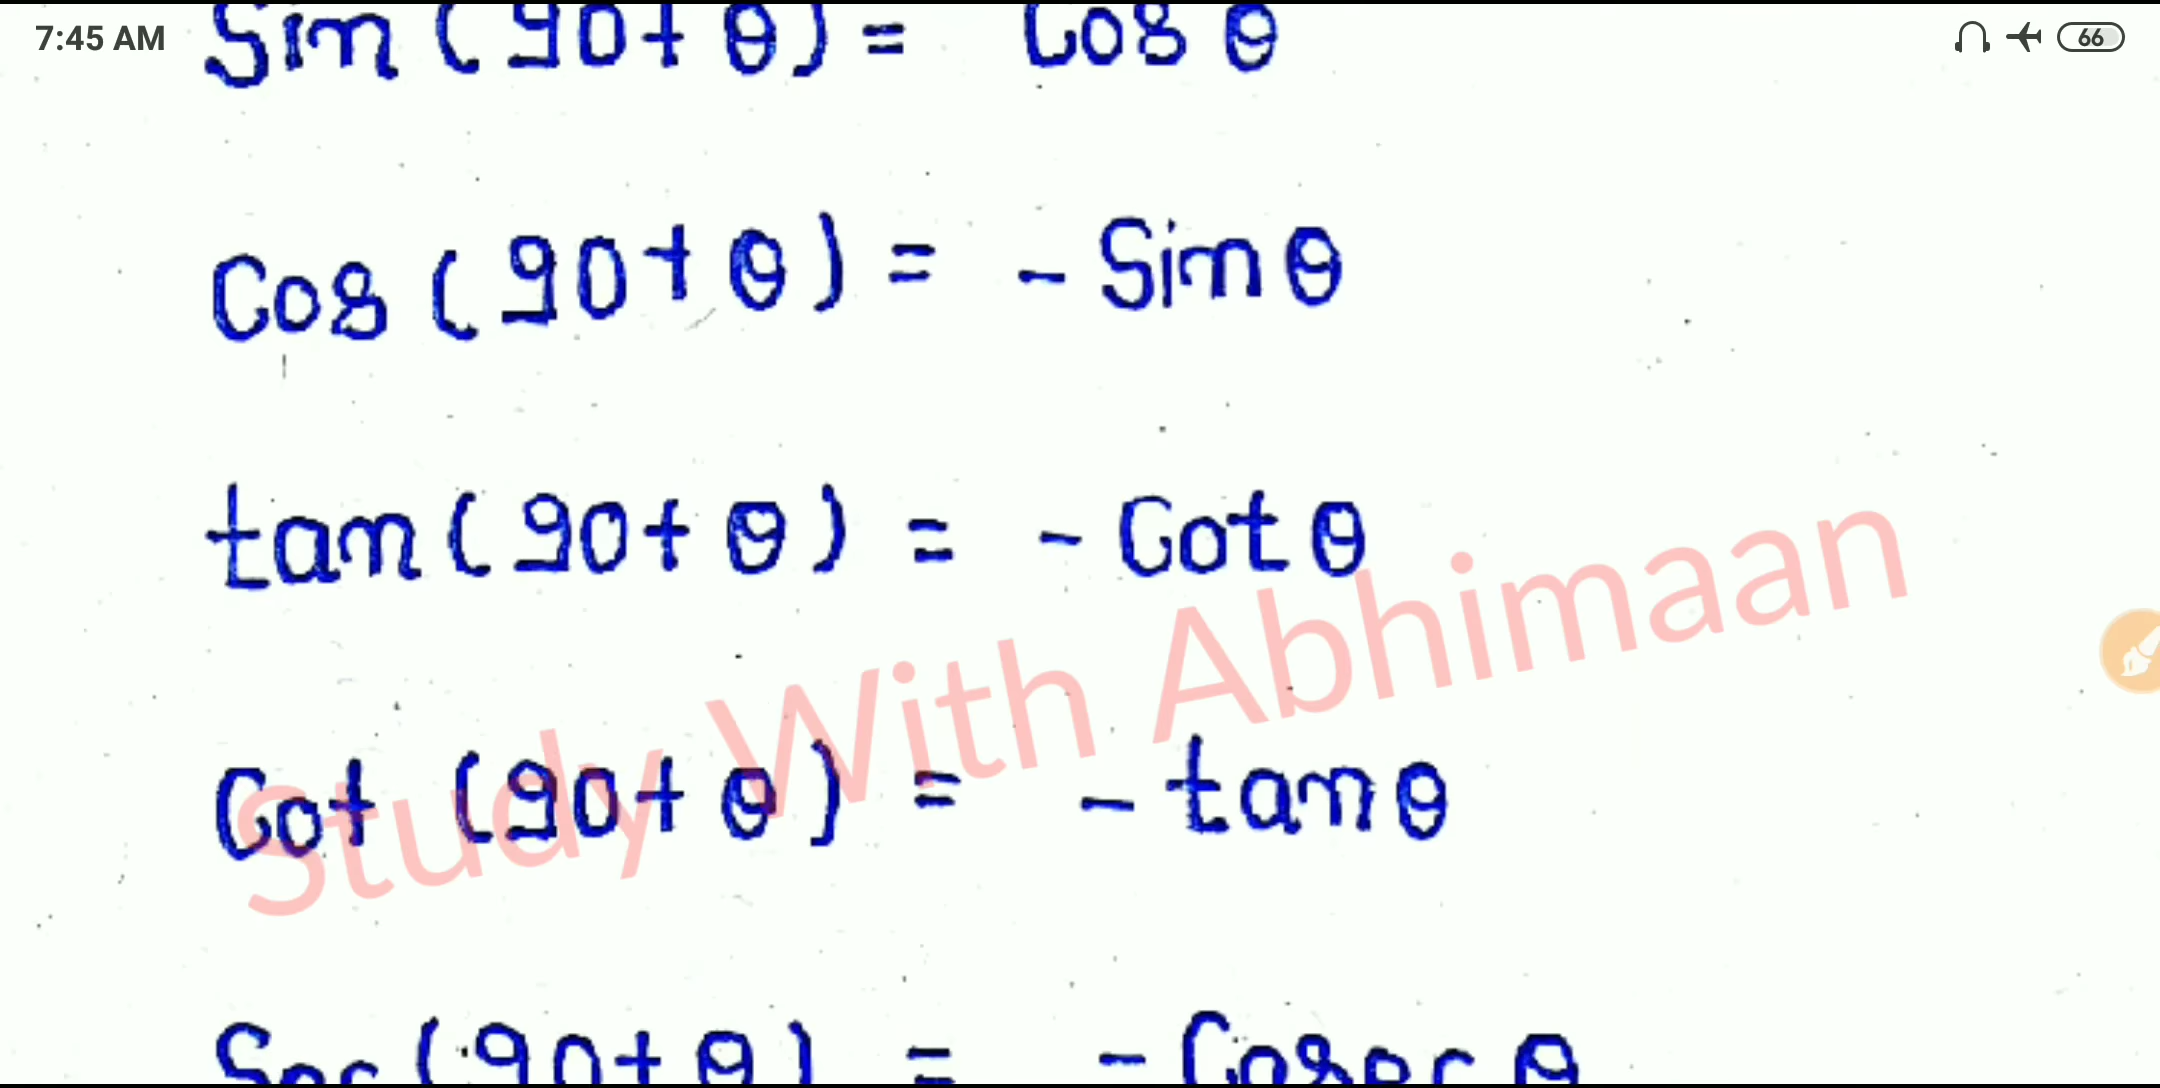 7:45 AM
66
Sin (90+ θ) = Cos θ
Cos (90+ θ) = - Sin θ
tan (90+ θ) = - Cot θ
Cot (90+ θ) = - tan θ
Sec (90+ θ) = - Cosec θ
Study With Abhimaan